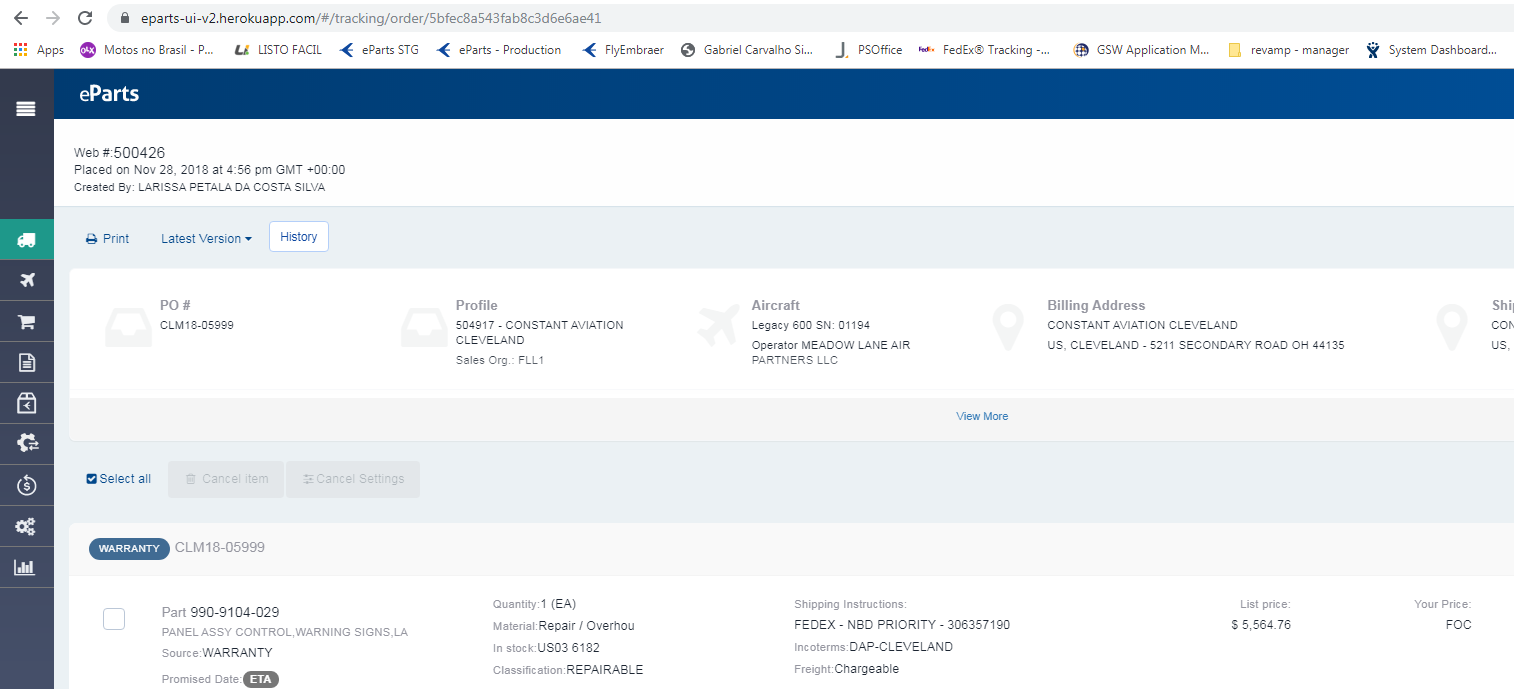 eparts-ui-v2.herokuapp.com/#/tracking/order/5bfec8a543fab8c3d6e6ae41
Apps Motos no Brasil - P... LISTO FACIL eParts STG eParts - Production FlyEmbraer Gabriel Carvalho Si... PSOffice FedEx® Tracking -... GSW Application M... revamp - manager System Dashboard...
eParts
Web #:500426
Placed on Nov 28, 2018 at 4:56 pm GMT +00:00
Created By: LARISSA PETALA DA COSTA SILVA
Print Latest Version History
PO # Profile Aircraft Billing Address Ship
CLM18-05999 504917 - CONSTANT AVIATION Legacy 600 SN: 01194 CONSTANT AVIATION CLEVELAND CON
CLEVELAND Operator MEADOW LANE AIR US, CLEVELAND - 5211 SECONDARY ROAD OH 44135 US,
Sales Org.: FLL1 PARTNERS LLC
View More
Select all Cancel item Cancel Settings
WARRANTY CLM18-05999
Part 990-9104-029 Quantity:1 (EA) Shipping Instructions: List price: Your Price:
PANEL ASSY CONTROL,WARNING SIGNS,LA Material:Repair / Overhou FEDEX - NBD PRIORITY - 306357190 $ 5,564.76 FOC
Source:WARRANTY In stock:US03 6182 Incoterms:DAP-CLEVELAND
Promised Date: ETA Classification:REPAIRABLE Freight:Chargeable